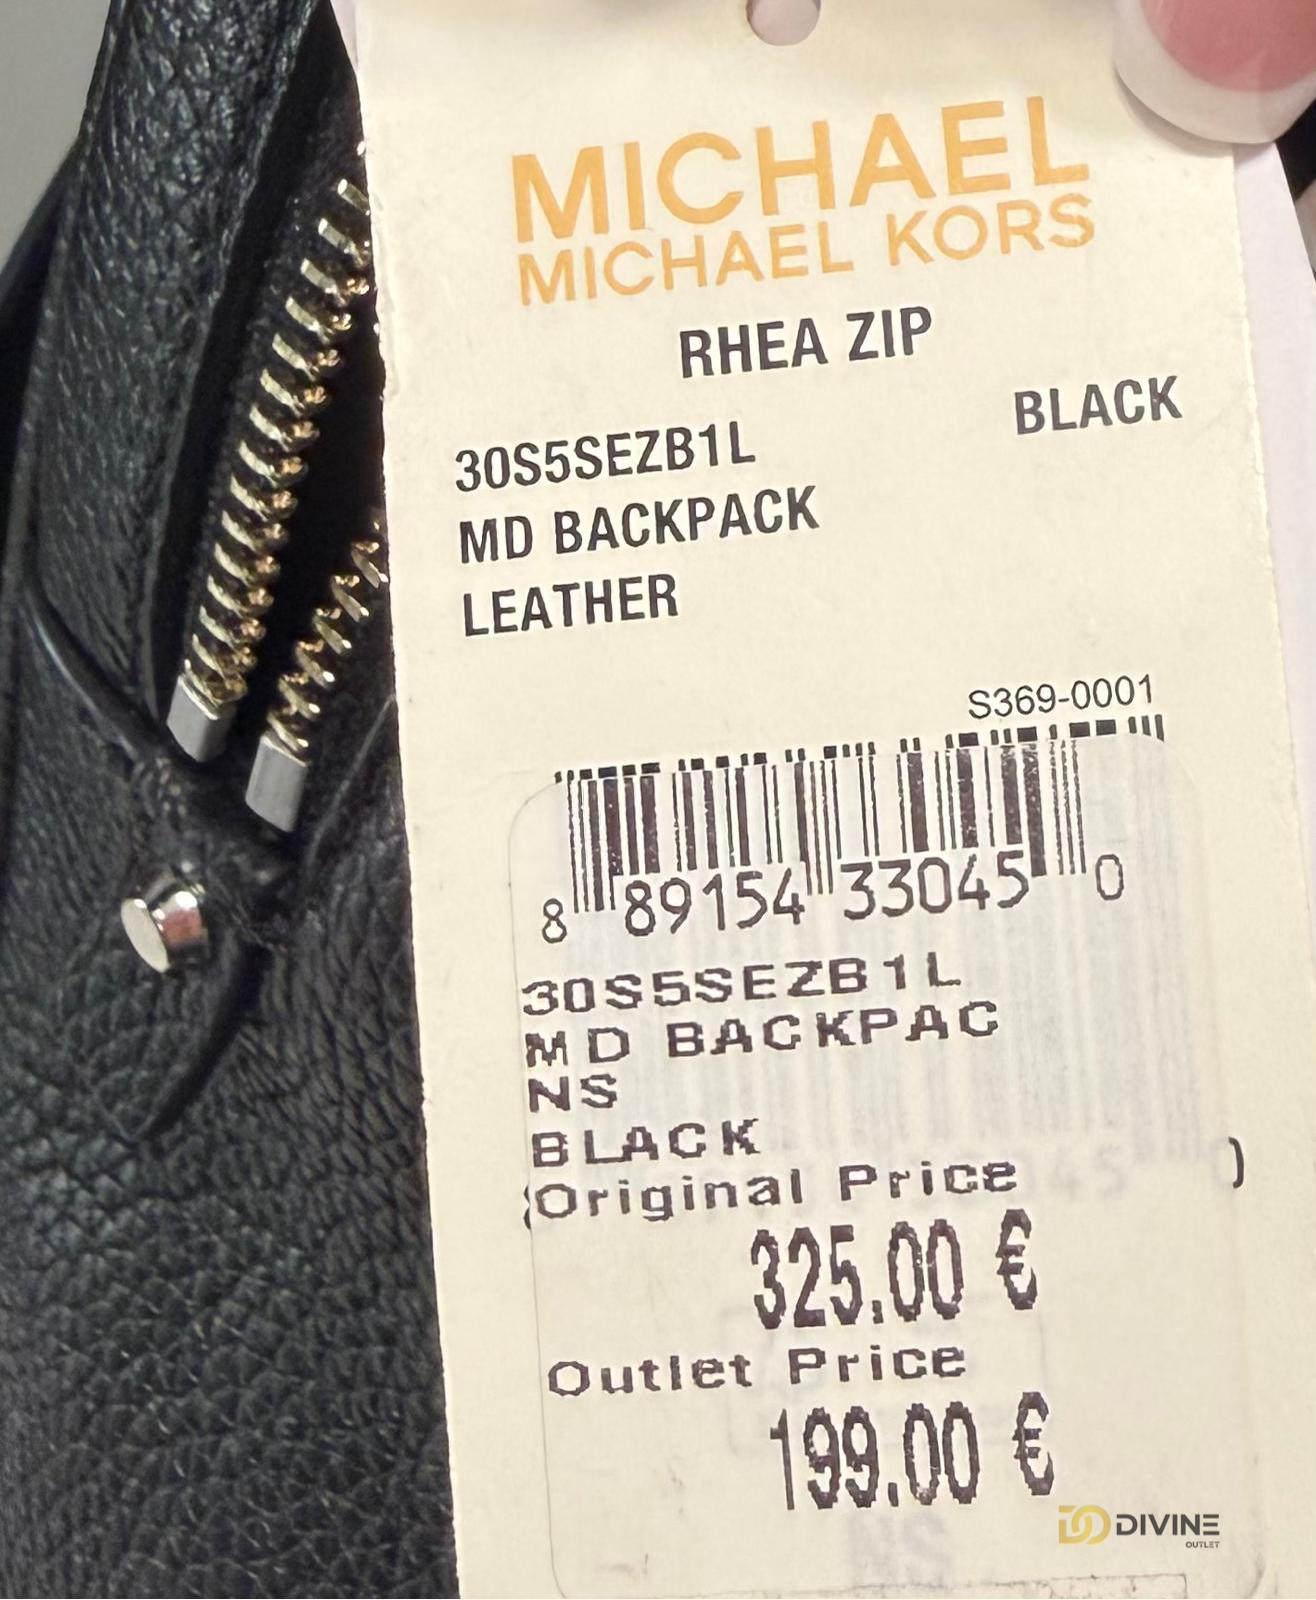 MICHAEL
MICHAEL KORS
RHEA ZIP
BLACK
30S5SEZB1L
MD BACKPACK
LEATHER
S369-0001
8 89154 33045 0
30S5SEZB1L
MD BACKPAC
NS
BLACK
Original Price
325.00 €
Outlet Price
199.00 €
DIVINE
OUTLET